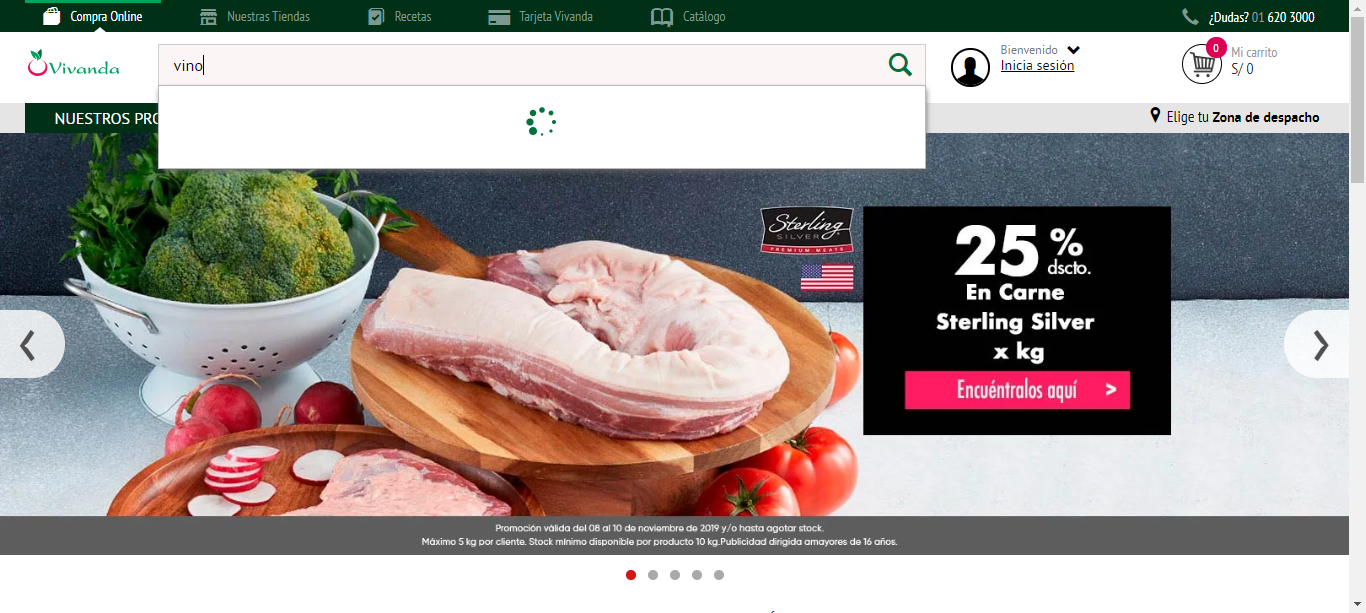 Compra Online
Nuestras Tiendas
Recetas
Tarjeta Vivanda
Catálogo
¿Dudas? 01 620 3000
Vivanda
vino
Bienvenido
Inicia sesión
0
Mi carrito
S/ 0
NUESTROS PRO
Elige tu Zona de despacho
Sterling
SILVER
PREMIUM MEATS
25% dscto.
En Carne
Sterling Silver
x kg
Encuéntralos aquí >
Promoción válida del 08 al 10 de noviembre de 2019 y/o hasta agotar stock.
Máximo 5 kg por cliente. Stock mínimo disponible por producto 10 kg.Publicidad dirigida amayores de 16 años.